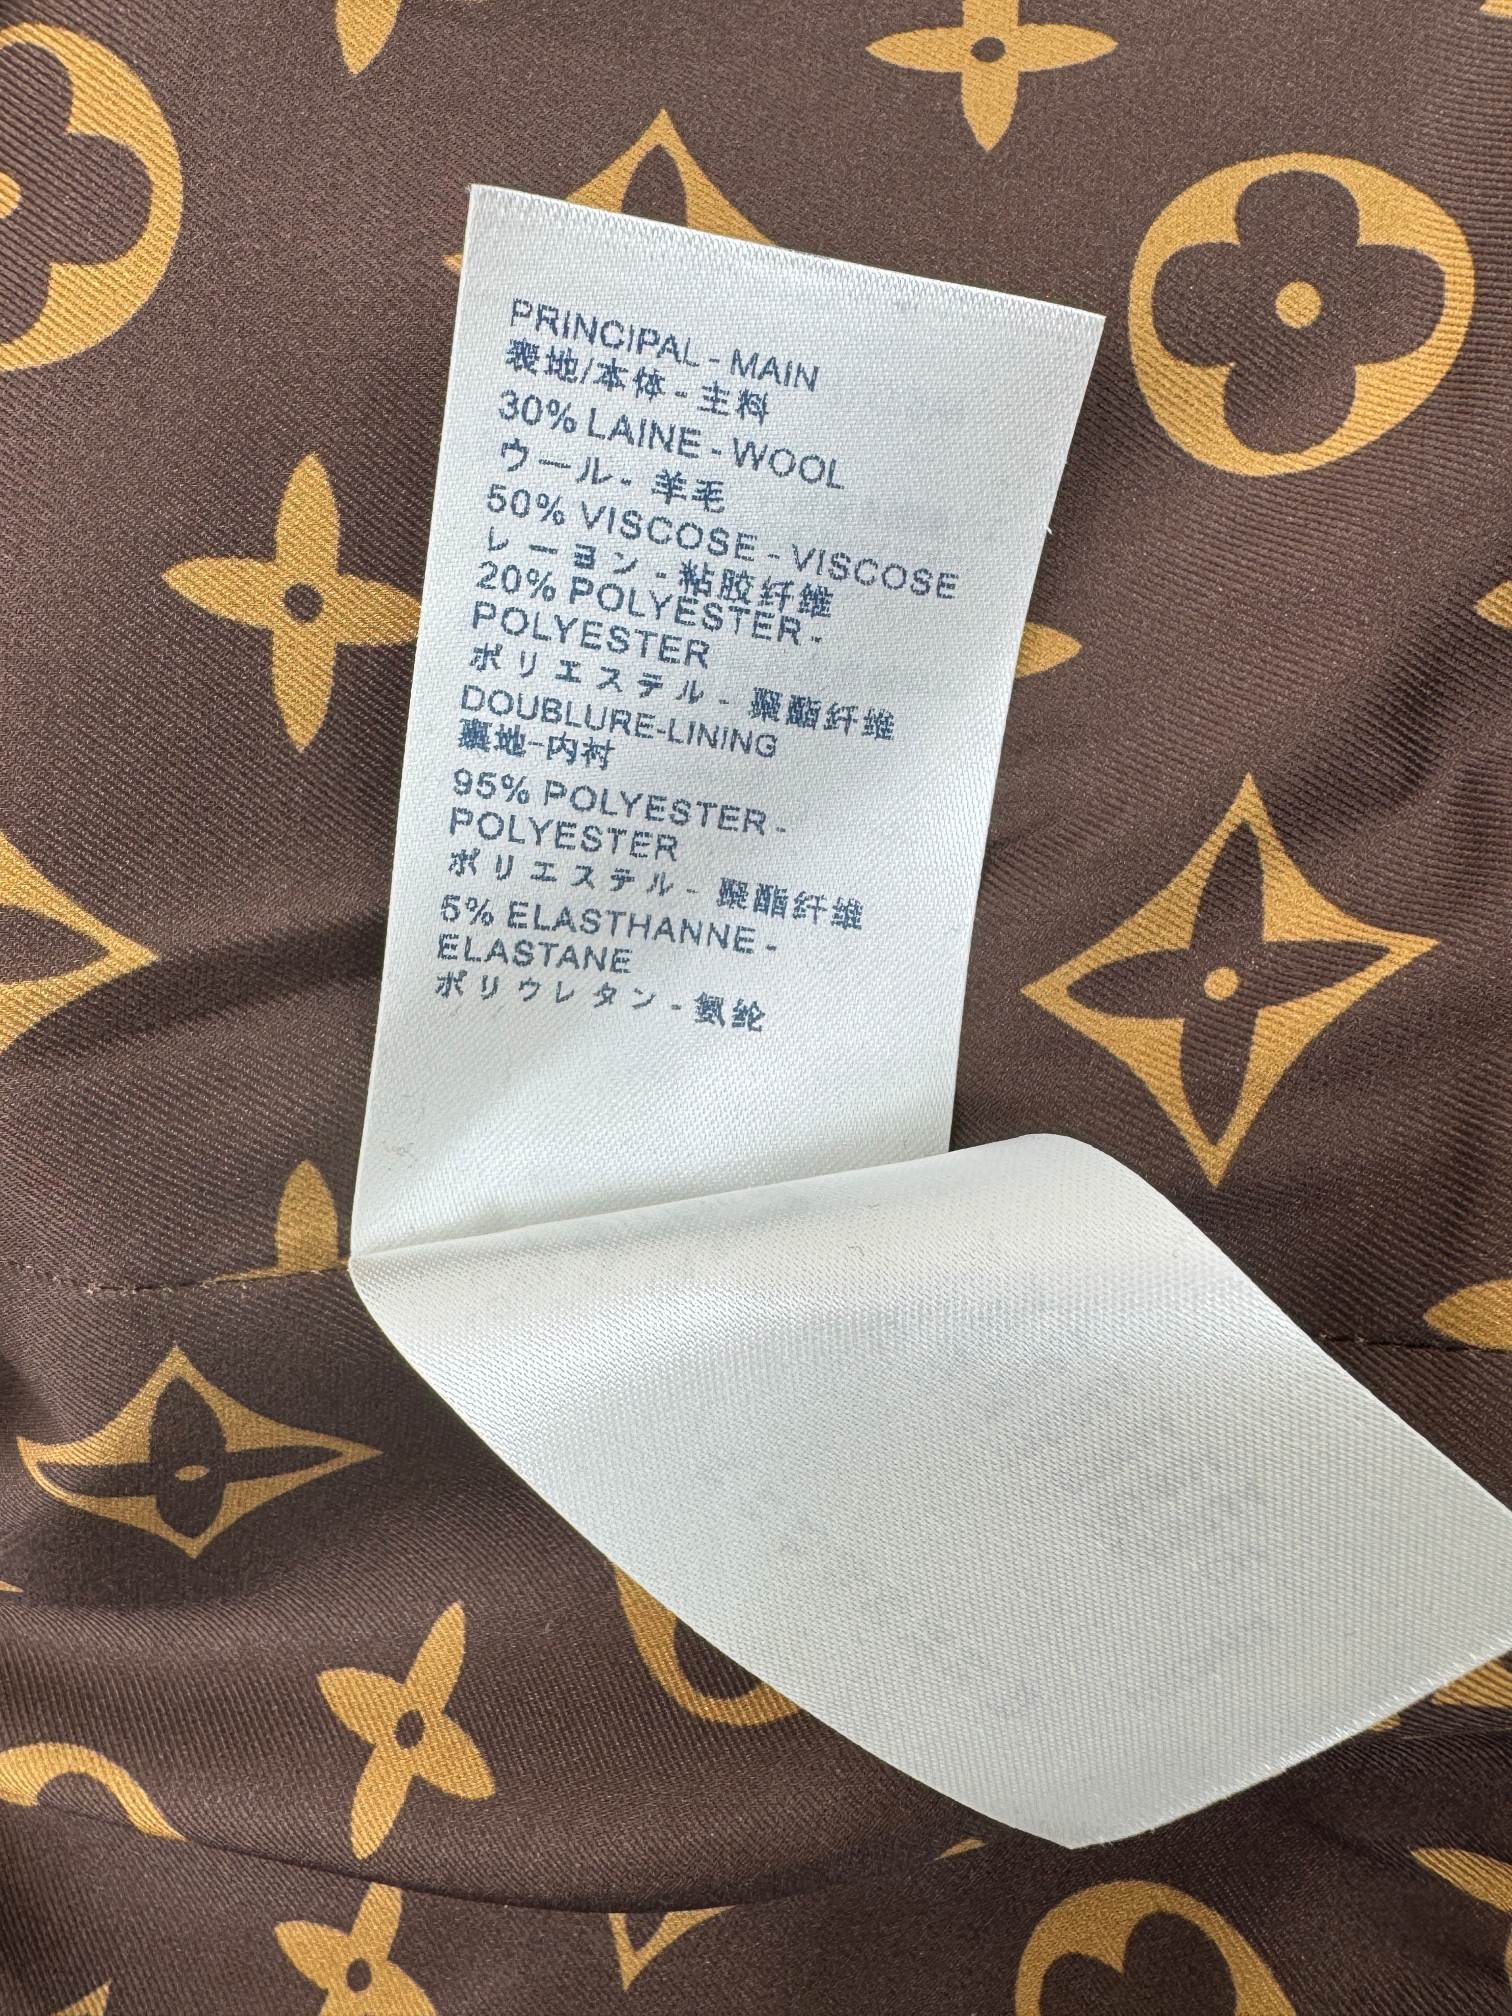 PRINCIPAL - MAIN
表地/本体 - 主料
30% LAINE - WOOL
ウール - 羊毛
50% VISCOSE - VISCOSE
レーヨン - 粘胶纤维
20% POLYESTER -
POLYESTER
ポリエステル - 聚酯纤维
DOUBLURE-LINING
裏地-内衬
95% POLYESTER -
POLYESTER
ポリエステル - 聚酯纤维
5% ELASTHANNE -
ELASTANE
ポリウレタン - 氨纶